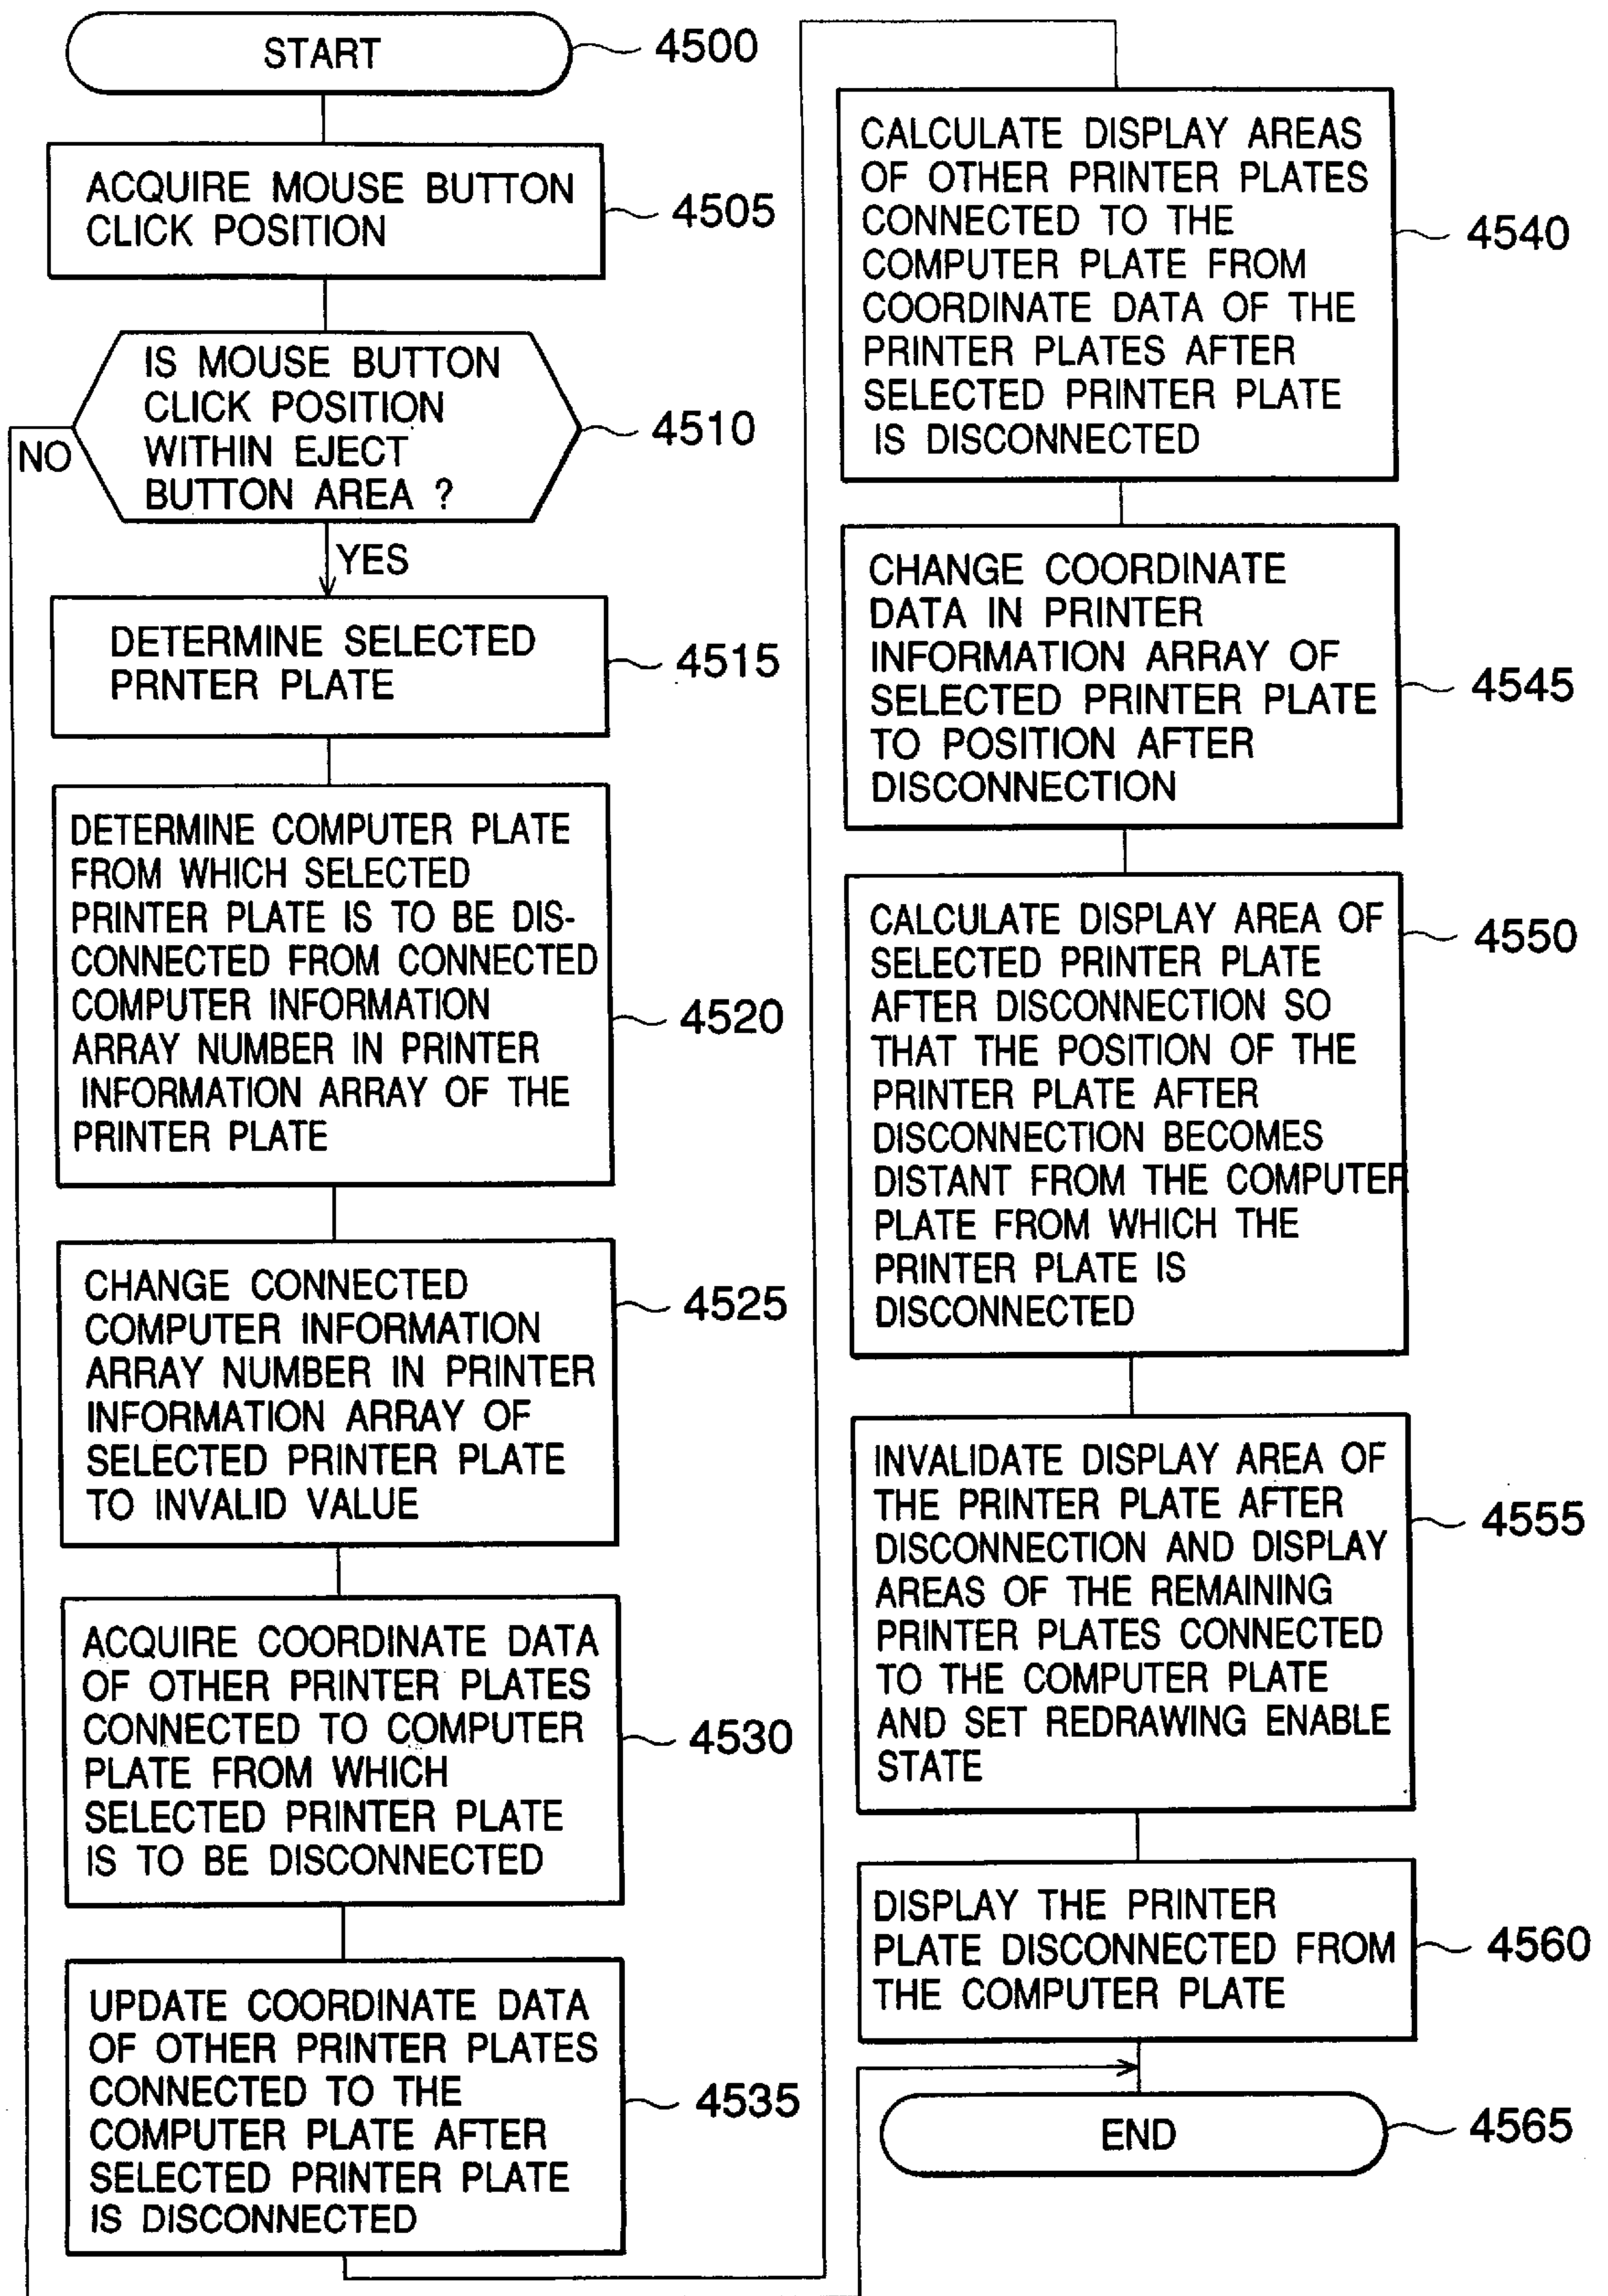 START
4500
ACQUIRE MOUSE BUTTON
CLICK POSITION
4505
IS MOUSE BUTTON
CLICK POSITION
WITHIN EJECT
BUTTON AREA ?
4510
NO
YES
DETERMINE SELECTED
PRNTER PLATE
4515
DETERMINE COMPUTER PLATE
FROM WHICH SELECTED
PRINTER PLATE IS TO BE DIS-
CONNECTED FROM CONNECTED
COMPUTER INFORMATION
ARRAY NUMBER IN PRINTER
INFORMATION ARRAY OF THE
PRINTER PLATE
4520
CHANGE CONNECTED
COMPUTER INFORMATION
ARRAY NUMBER IN PRINTER
INFORMATION ARRAY OF
SELECTED PRINTER PLATE
TO INVALID VALUE
4525
ACQUIRE COORDINATE DATA
OF OTHER PRINTER PLATES
CONNECTED TO COMPUTER
PLATE FROM WHICH
SELECTED PRINTER PLATE
IS TO BE DISCONNECTED
4530
UPDATE COORDINATE DATA
OF OTHER PRINTER PLATES
CONNECTED TO THE
COMPUTER PLATE AFTER
SELECTED PRINTER PLATE
IS DISCONNECTED
4535
CALCULATE DISPLAY AREAS
OF OTHER PRINTER PLATES
CONNECTED TO THE
COMPUTER PLATE FROM
COORDINATE DATA OF THE
PRINTER PLATES AFTER
SELECTED PRINTER PLATE
IS DISCONNECTED
4540
CHANGE COORDINATE
DATA IN PRINTER
INFORMATION ARRAY OF
SELECTED PRINTER PLATE
TO POSITION AFTER
DISCONNECTION
4545
CALCULATE DISPLAY AREA OF
SELECTED PRINTER PLATE
AFTER DISCONNECTION SO
THAT THE POSITION OF THE
PRINTER PLATE AFTER
DISCONNECTION BECOMES
DISTANT FROM THE COMPUTER
PLATE FROM WHICH THE
PRINTER PLATE IS
DISCONNECTED
4550
INVALIDATE DISPLAY AREA OF
THE PRINTER PLATE AFTER
DISCONNECTION AND DISPLAY
AREAS OF THE REMAINING
PRINTER PLATES CONNECTED
TO THE COMPUTER PLATE
AND SET REDRAWING ENABLE
STATE
4555
DISPLAY THE PRINTER
PLATE DISCONNECTED FROM
THE COMPUTER PLATE
4560
END
4565